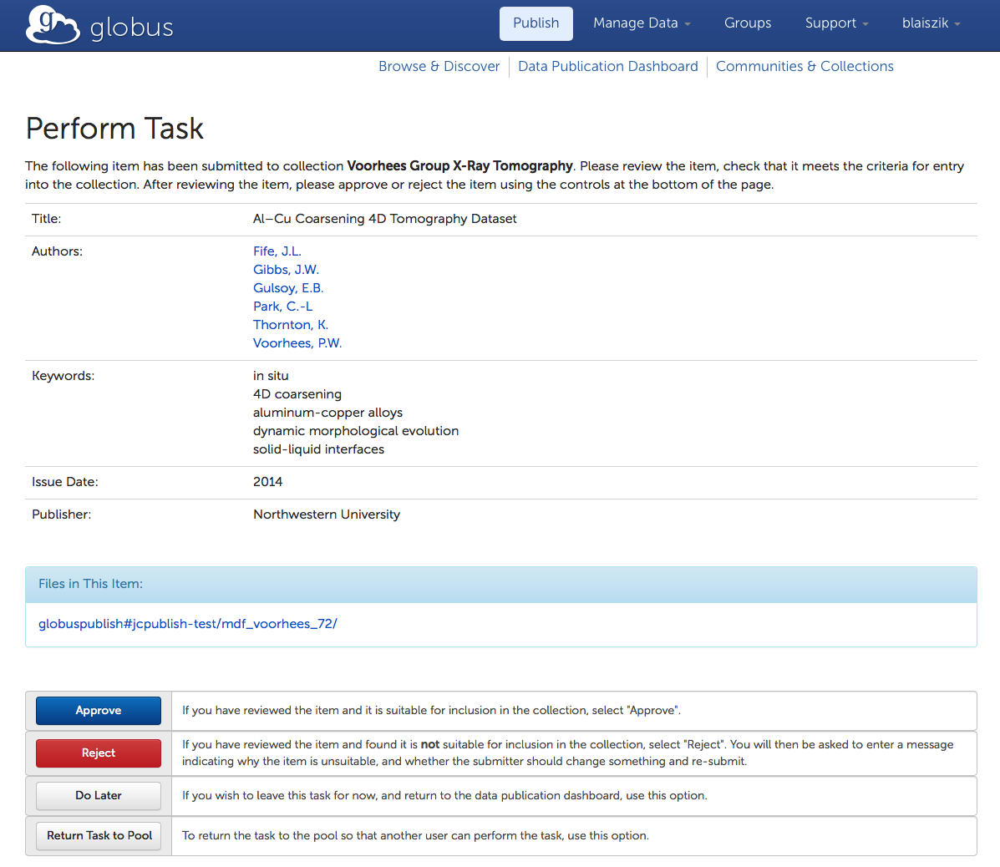 globus
Publish
Manage Data
Groups
Support
blaiszik
Browse & Discover
Data Publication Dashboard
Communities & Collections
Perform Task
The following item has been submitted to collection Voorhees Group X-Ray Tomography. Please review the item, check that it meets the criteria for entry
into the collection. After reviewing the item, please approve or reject the item using the controls at the bottom of the page.
Title: Al–Cu Coarsening 4D Tomography Dataset
Authors: Fife, J.L.
Gibbs, J.W.
Gulsoy, E.B.
Park, C.-L
Thornton, K.
Voorhees, P.W.
Keywords: in situ
4D coarsening
aluminum-copper alloys
dynamic morphological evolution
solid-liquid interfaces
Issue Date: 2014
Publisher: Northwestern University
Files in This Item:
globuspublish#jcpublish-test/mdf_voorhees_72/
Approve
If you have reviewed the item and it is suitable for inclusion in the collection, select "Approve".
Reject
If you have reviewed the item and found it is not suitable for inclusion in the collection, select "Reject". You will then be asked to enter a message
indicating why the item is unsuitable, and whether the submitter should change something and re-submit.
Do Later
If you wish to leave this task for now, and return to the data publication dashboard, use this option.
Return Task to Pool
To return the task to the pool so that another user can perform the task, use this option.